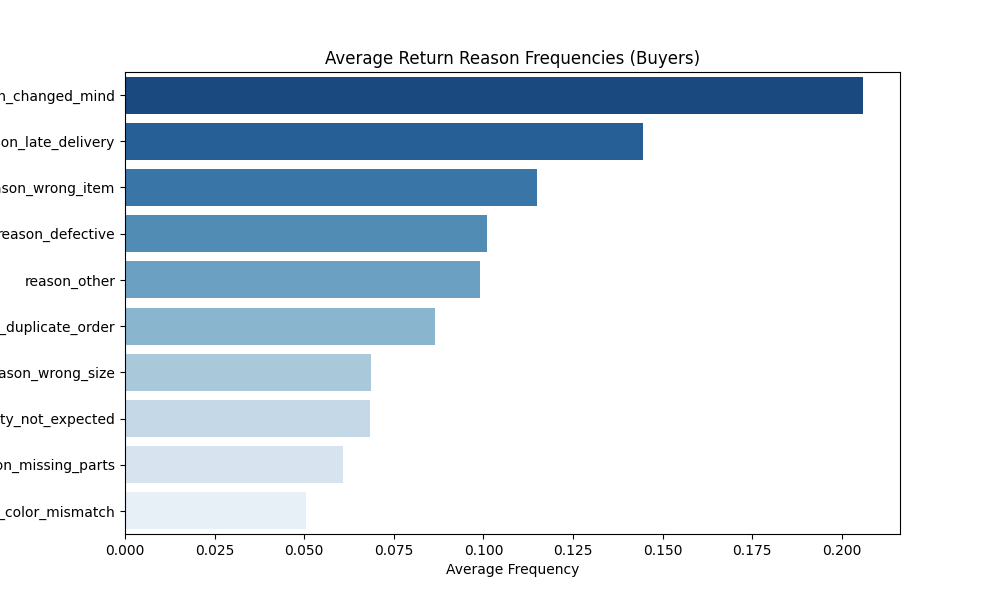 Average Return Reason Frequencies (Buyers)
n_changed_mind
on_late_delivery
ason_wrong_item
reason_defective
reason_other
_duplicate_order
ason_wrong_size
ty_not_expected
on_missing_parts
_color_mismatch
0.000 0.025 0.050 0.075 0.100 0.125 0.150 0.175 0.200
Average Frequency